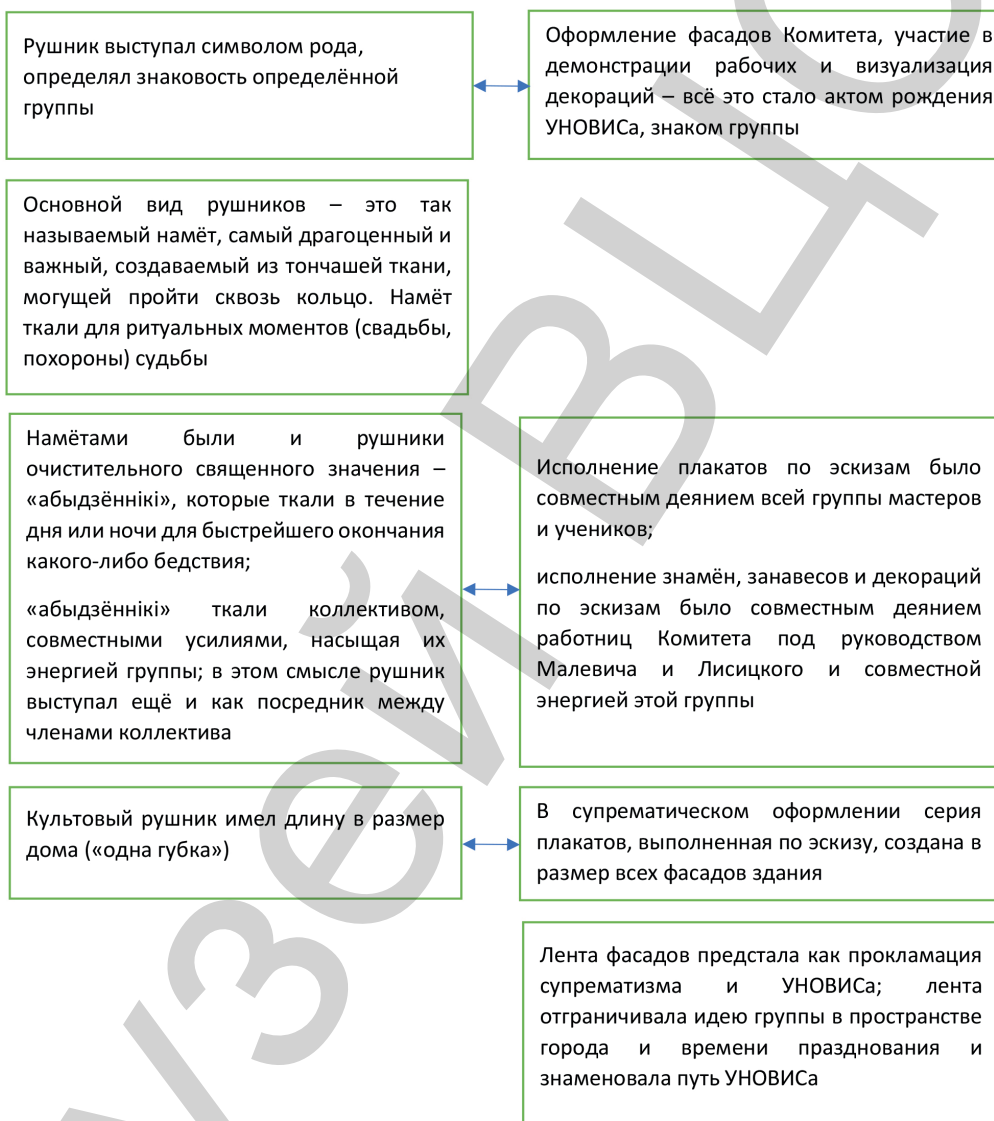 Рушник выступал символом рода,
определял знаковость определённой
группы
Оформление фасадов Комитета, участие в
демонстрации рабочих и визуализация
декораций – всё это стало актом рождения
УНОВИСа, знаком группы
Основной вид рушников – это так
называемый намёт, самый драгоценный и
важный, создаваемый из тончашей ткани,
могущей пройти сквозь кольцо. Намёт
ткали для ритуальных моментов (свадьбы,
похороны) судьбы
Намётами были и рушники
очистительного священного значения –
«абыдзённікі», которые ткали в течение
дня или ночи для быстрейшего окончания
какого-либо бедствия;
«абыдзённікі» ткали коллективом,
совместными усилиями, насыщая их
энергией группы; в этом смысле рушник
выступал ещё и как посредник между
членами коллектива
Исполнение плакатов по эскизам было
совместным деянием всей группы мастеров
и учеников;
исполнение знамён, занавесов и декораций
по эскизам было совместным деянием
работниц Комитета под руководством
Малевича и Лисицкого и совместной
энергией этой группы
Культовый рушник имел длину в размер
дома («одна губка»)
В супрематическом оформлении серия
плакатов, выполненная по эскизу, создана в
размер всех фасадов здания
Лента фасадов предстала как прокламация
супрематизма и УНОВИСа; лента
отграничивала идею группы в пространстве
города и времени празднования и
знаменовала путь УНОВИСа
узей ВЦ